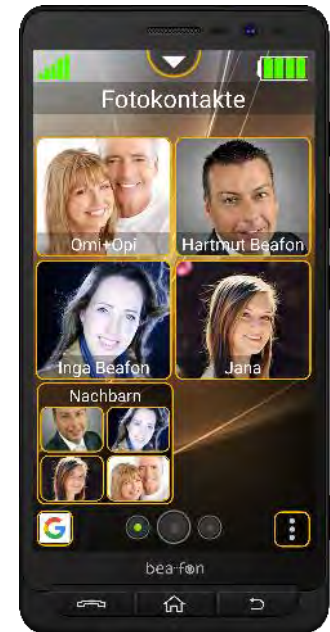 Fotokontakte
Omi+Opi
Hartmut Beafon
Inga Beafon
Jana
Nachbarn
G
bea-fon